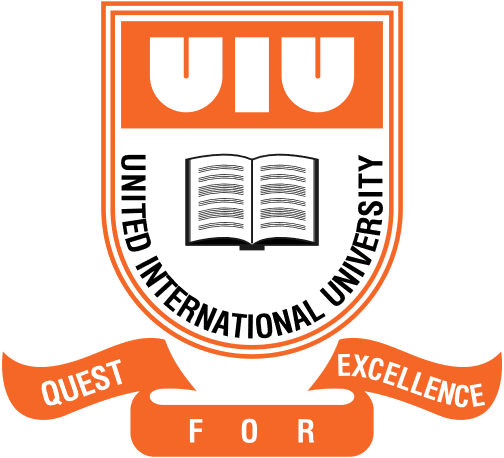 UIU
UNITED INTERNATIONAL UNIVERSITY
QUEST
FOR
EXCELLENCE